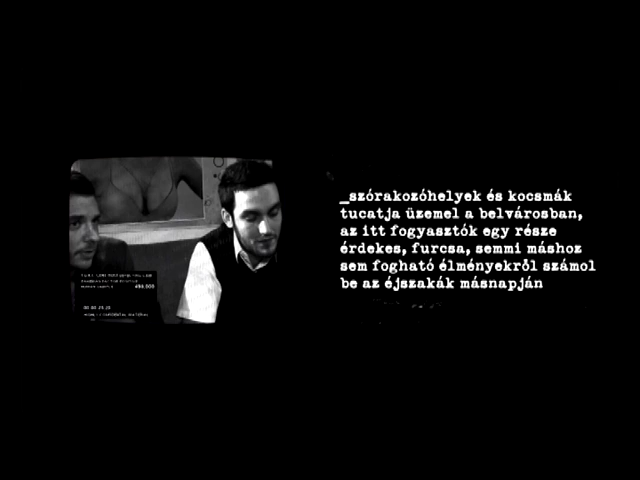 _szórakozóhelyek és kocsmák
tucatja üzemel a belvárosban,
az itt fogyasztók egy része
érdekes, furcsa, semmi máshoz
sem fogható élményekről számol
be az éjszakák másnapján